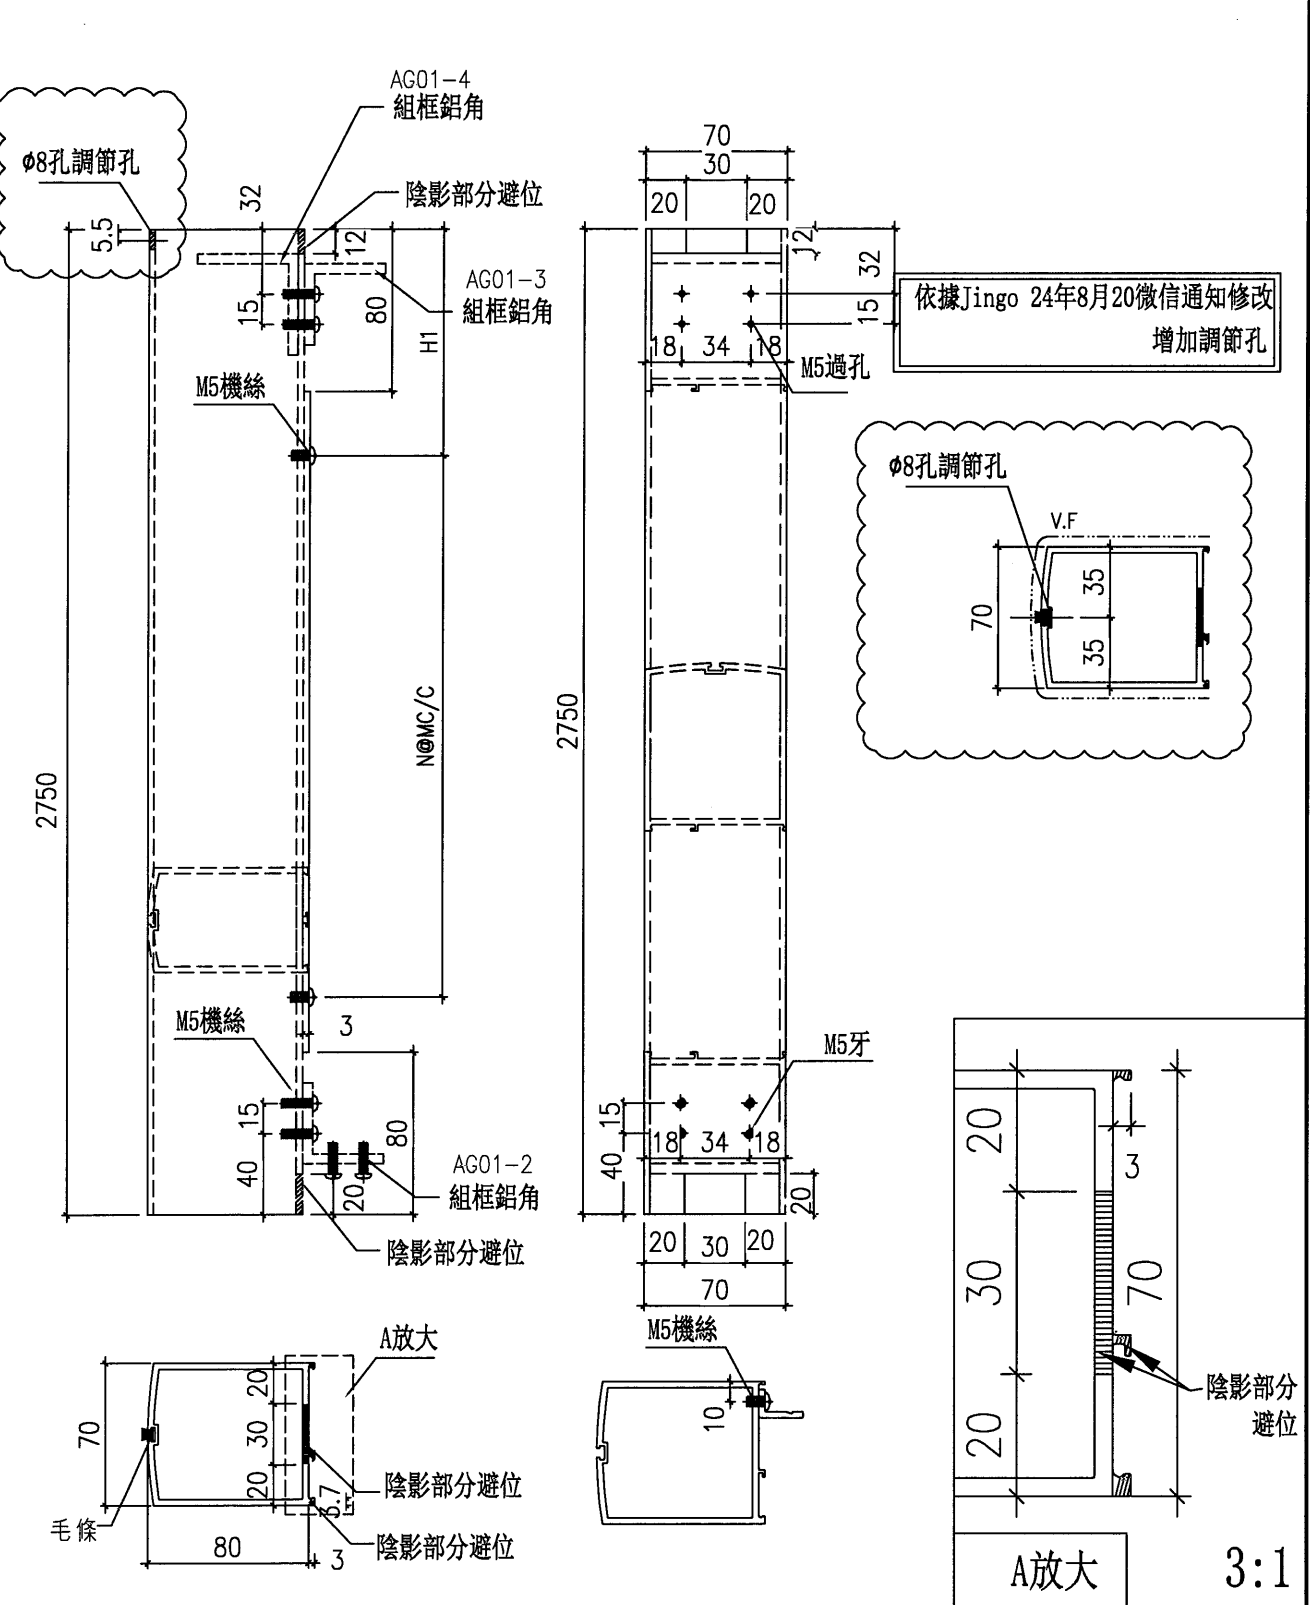 AG01-4
組框鋁角
ø8孔調節孔
陰影部分避位
32
5.5
12
AG01-3
組框鋁角
15
80
H1
M5機絲
2750
N@MC/C
M5機絲
3
15
40
80
20
AG01-2
組框鋁角
陰影部分避位
70
30
20
20
12
32
15
18
34
18
M5過孔
2750
M5牙
15
40
18
34
18
20
20
30
20
70
依據Jingo 24年8月20微信通知修改
增加調節孔
ø8孔調節孔
V.F
70
35
35
A放大
70
20
30
20
3.7
陰影部分避位
陰影部分避位
毛條
80
3
M5機絲
10
20
30
20
3
70
陰影部分
避位
A放大
3:1